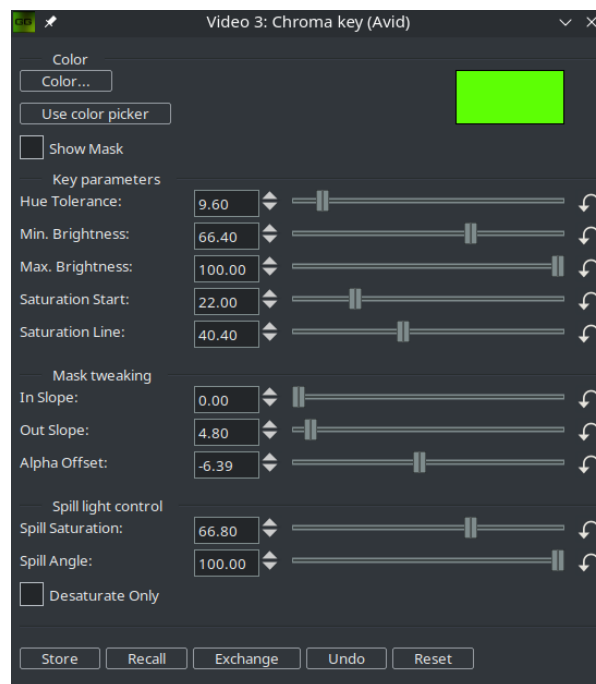 GG Video 3: Chroma key (Avid)
Color
Color...
Use color picker
Show Mask
Key parameters
Hue Tolerance: 9.60
Min. Brightness: 66.40
Max. Brightness: 100.00
Saturation Start: 22.00
Saturation Line: 40.40
Mask tweaking
In Slope: 0.00
Out Slope: 4.80
Alpha Offset: -6.39
Spill light control
Spill Saturation: 66.80
Spill Angle: 100.00
Desaturate Only
Store Recall Exchange Undo Reset